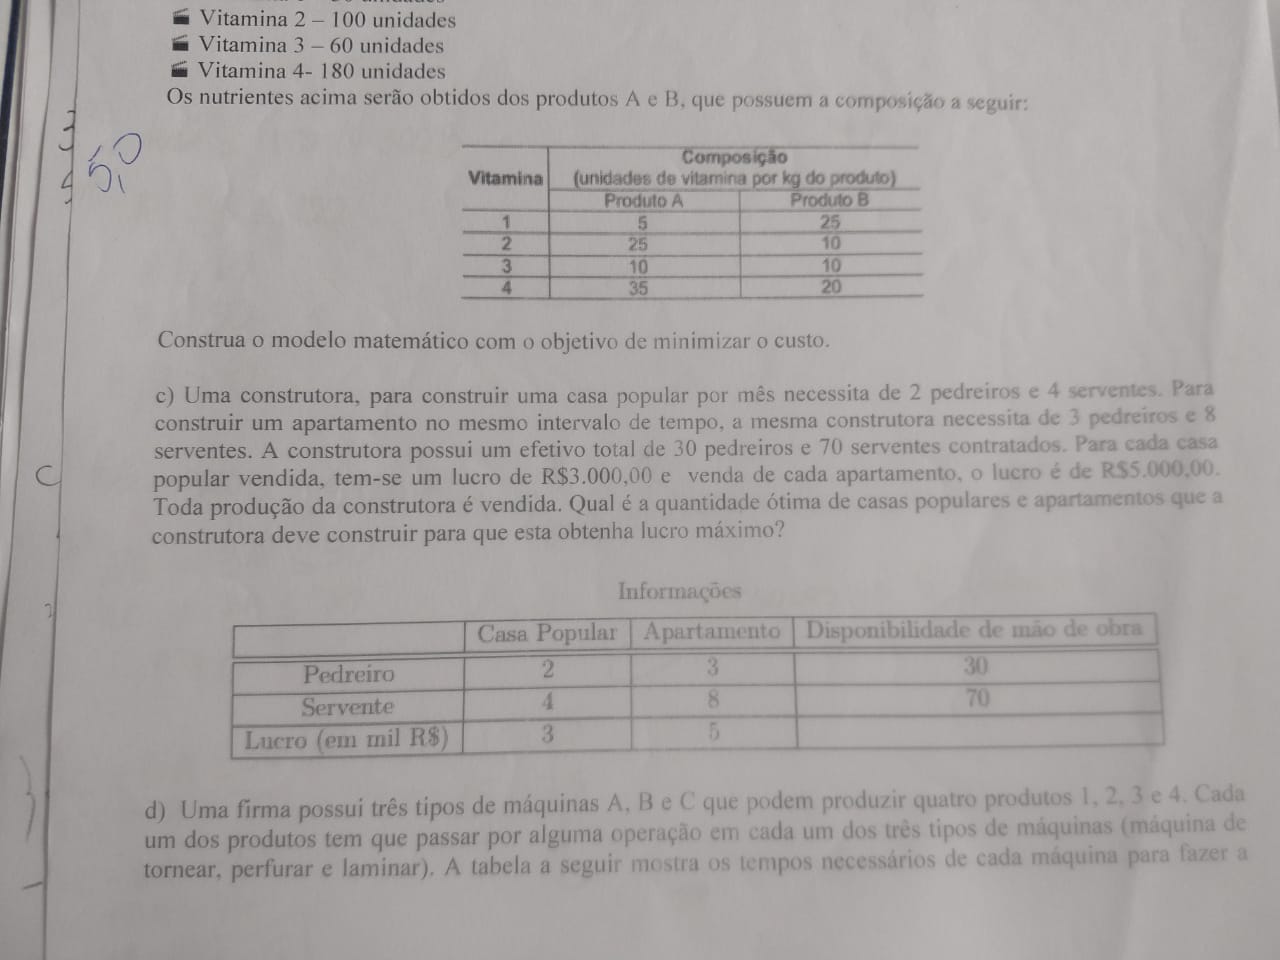 Vitamina 2 – 100 unidades
Vitamina 3 – 60 unidades
Vitamina 4- 180 unidades
Os nutrientes acima serão obtidos dos produtos A e B, que possuem a composição a seguir:
5,0
Vitamina Composição
(unidades de vitamina por kg do produto)
Produto A Produto B
1 5 25
2 25 10
3 10 10
4 35 20
Construa o modelo matemático com o objetivo de minimizar o custo.
c) Uma construtora, para construir uma casa popular por mês necessita de 2 pedreiros e 4 serventes. Para
construir um apartamento no mesmo intervalo de tempo, a mesma construtora necessita de 3 pedreiros e 8
serventes. A construtora possui um efetivo total de 30 pedreiros e 70 serventes contratados. Para cada casa
popular vendida, tem-se um lucro de R$3.000,00 e venda de cada apartamento, o lucro é de R$5.000,00.
Toda produção da construtora é vendida. Qual é a quantidade ótima de casas populares e apartamentos que a
construtora deve construir para que esta obtenha lucro máximo?
Informações
Casa Popular Apartamento Disponibilidade de mão de obra
Pedreiro 2 3 30
Servente 4 8 70
Lucro (em mil R$) 3 5
d) Uma firma possui três tipos de máquinas A, B e C que podem produzir quatro produtos 1, 2, 3 e 4. Cada
um dos produtos tem que passar por alguma operação em cada um dos três tipos de máquinas (máquina de
tornear, perfurar e laminar). A tabela a seguir mostra os tempos necessários de cada máquina para fazer a